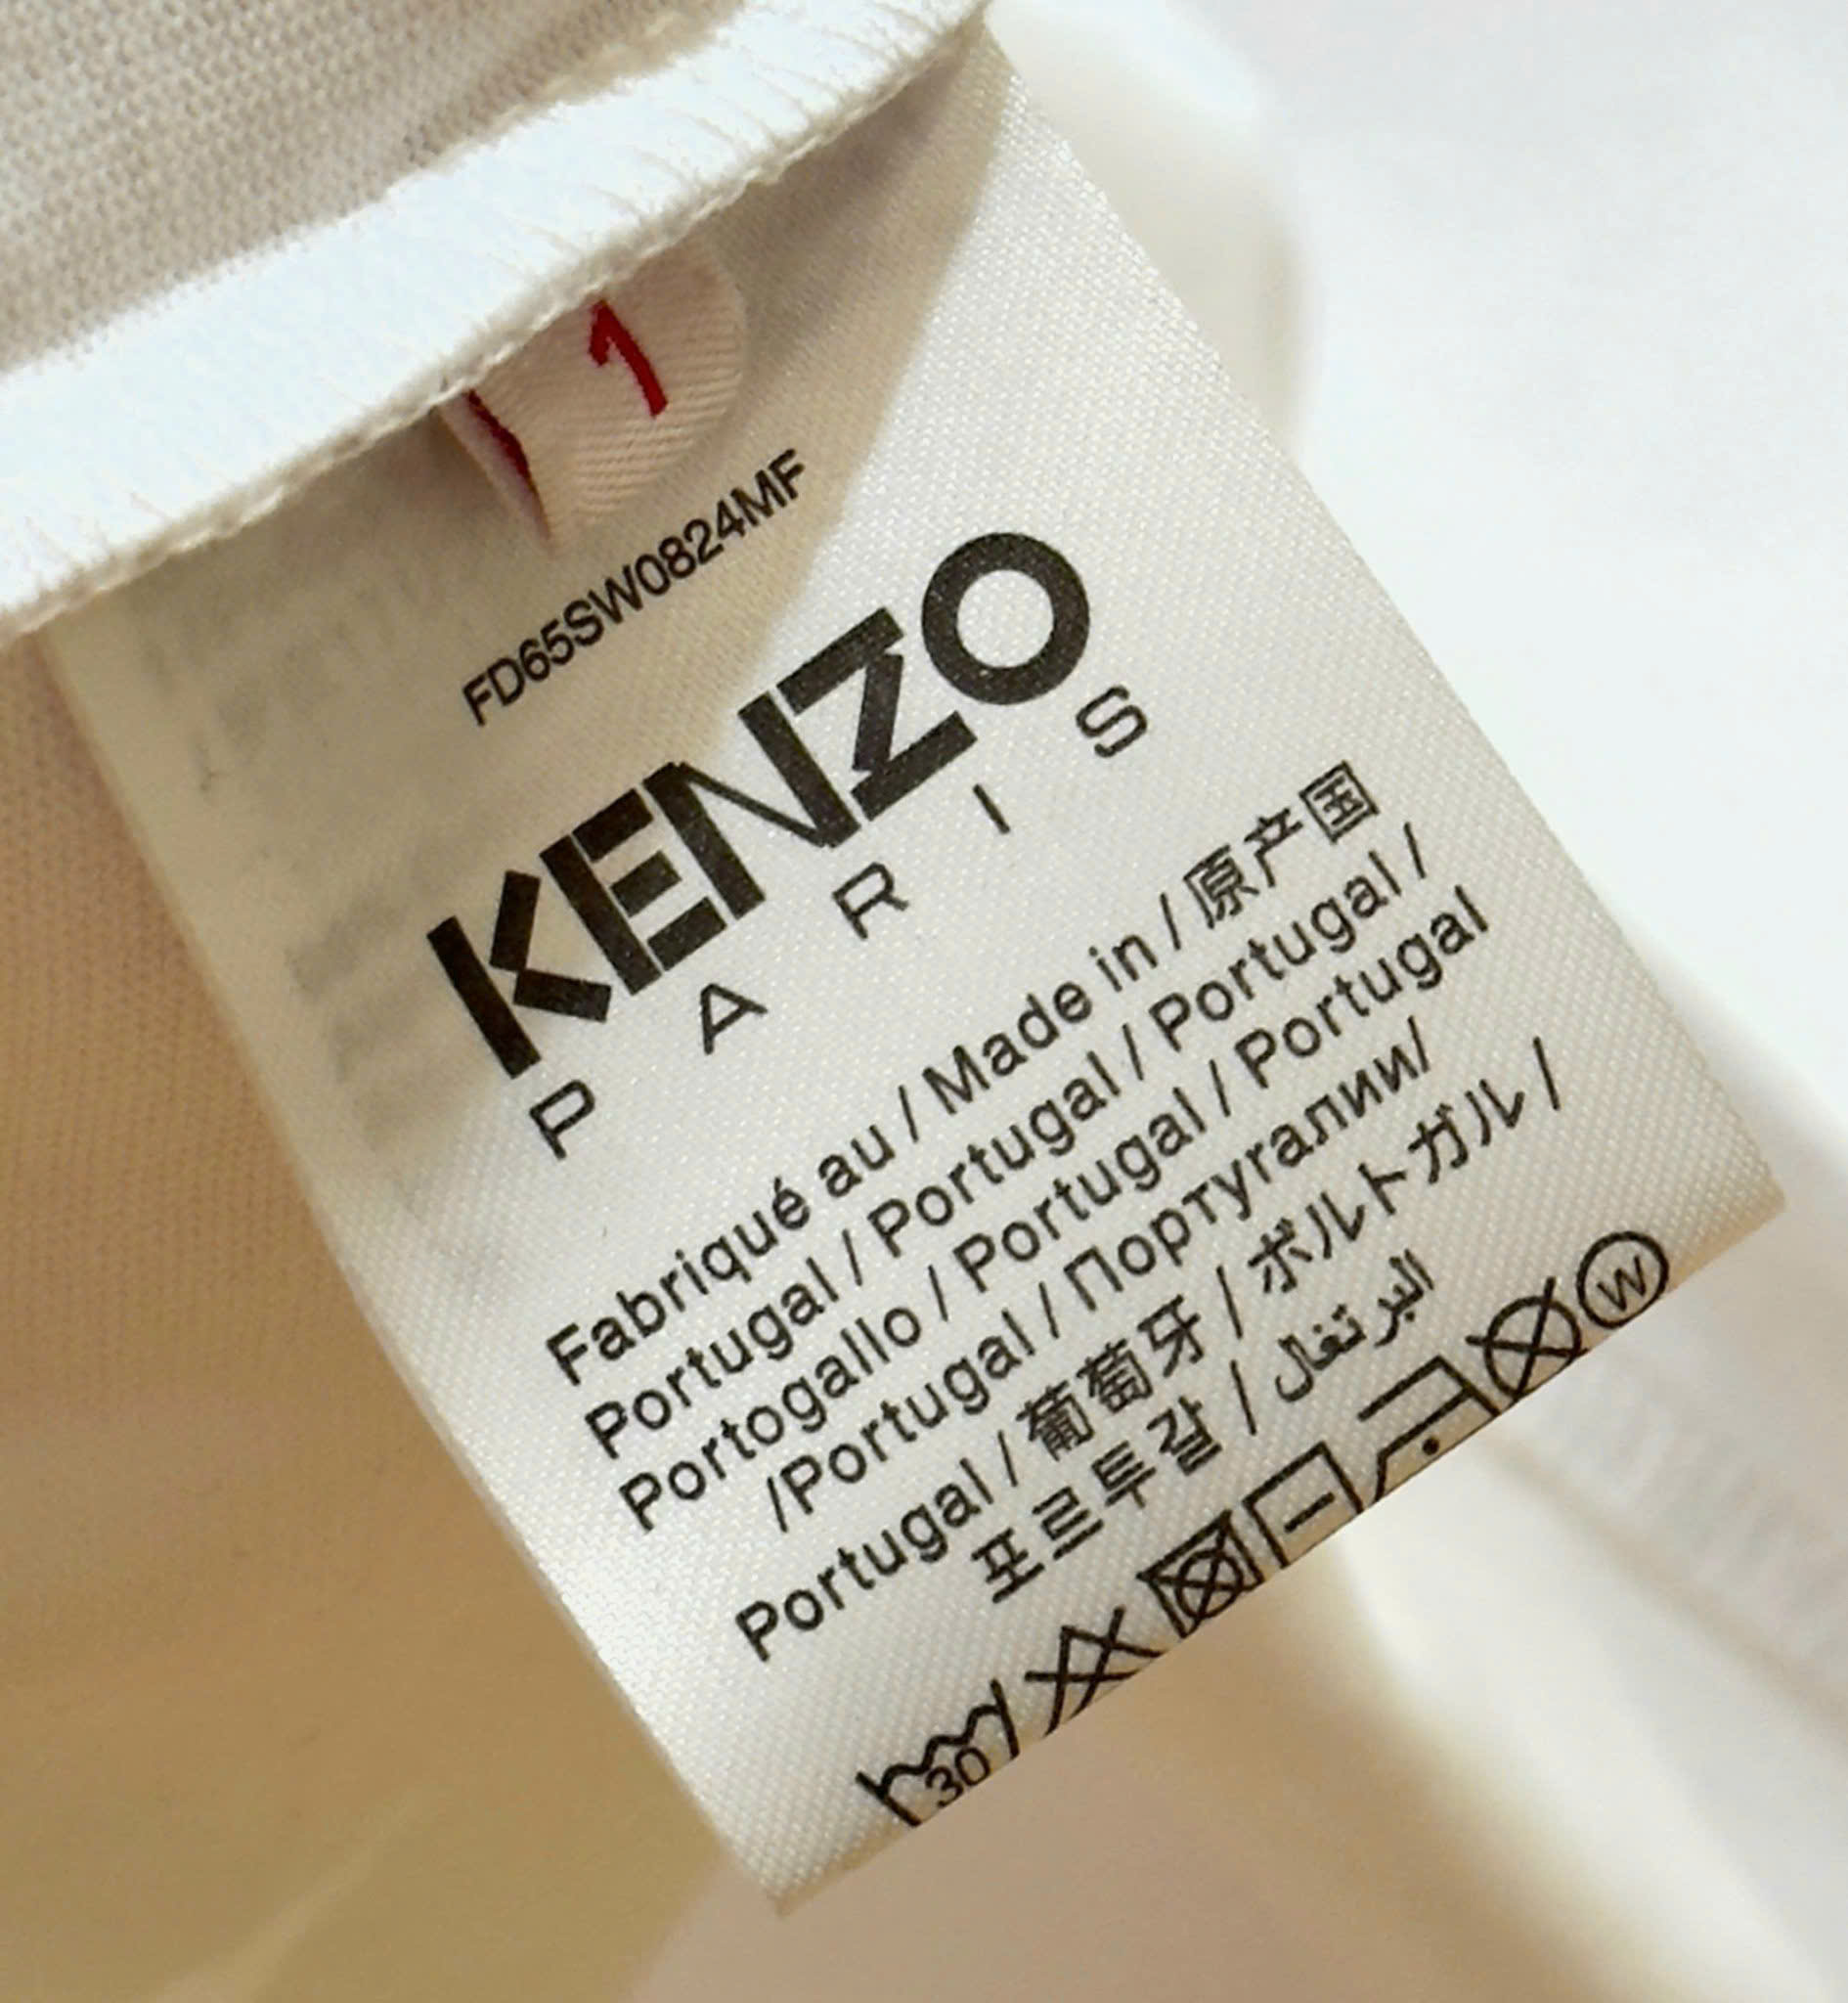 1
FD65SW0824MF
KENZO
PARIS
Fabriqué au / Made in / 原产国
Portugal / Portugal / Portugal /
Portogallo / Portugal / Portugal
/Portugal / Португалии/
Portugal / 葡萄牙 / ポルトガル /
포르투갈 / البرتغال
30 W